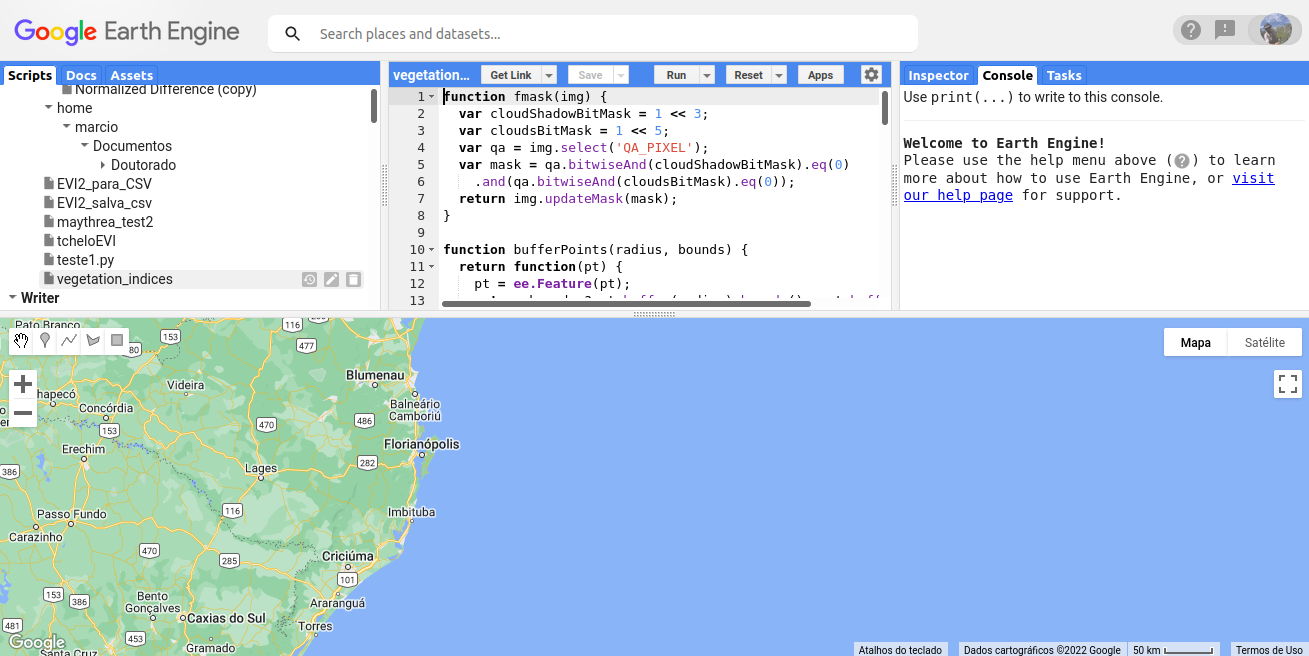 Google Earth Engine
Search places and datasets...
Scripts Docs Assets
Normalized Difference (copy)
home
marcio
Documentos
Doutorado
EVI2_para_CSV
EVI2_salva_csv
maythrea_test2
tcheloEVI
teste1.py
vegetation_indices
Writer
vegetation... Get Link Save Run Reset Apps
1 function fmask(img) {
2 var cloudShadowBitMask = 1 << 3;
3 var cloudsBitMask = 1 << 5;
4 var qa = img.select('QA_PIXEL');
5 var mask = qa.bitwiseAnd(cloudShadowBitMask).eq(0)
6 .and(qa.bitwiseAnd(cloudsBitMask).eq(0));
7 return img.updateMask(mask);
8 }
9
10 function bufferPoints(radius, bounds) {
11 return function(pt) {
12 pt = ee.Feature(pt);
13
Inspector Console Tasks
Use print(...) to write to this console.
Welcome to Earth Engine!
Please use the help menu above (?) to learn
more about how to use Earth Engine, or visit
our help page for support.
Pato Branco
116
153
80
477
Mapa Satélite
Blumenau
Videira
hapecó
Balneário
Camboriú
Concórdia
153
470
486
Florianópolis
Erechim
282
Lages
386
116
Imbituba
Passo Fundo
Carazinho
470
285
Criciúma
101
153
386
Bento
Gonçalves
Araranguá
Caxias do Sul
481
Torres
453
Google
Gramado
Santa Cruz
Atalhos do teclado
Dados cartográficos ©2022 Google
50 km
Termos de Uso